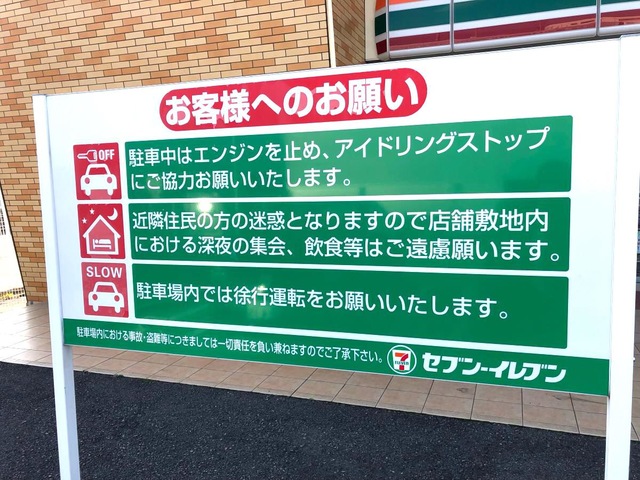 お客様へのお願い
OFF
駐車中はエンジンを止め、アイドリングストップ
にご協力お願いいたします。
近隣住民の方の迷惑となりますので店舗敷地内
における深夜の集会、飲食等はご遠慮願います。
SLOW
駐車場内では徐行運転をお願いいたします。
駐車場内における事故・盗難等につきましては一切責任を負い兼ねますのでご了承下さい。
7 ELEVEN
セブン-イレブン